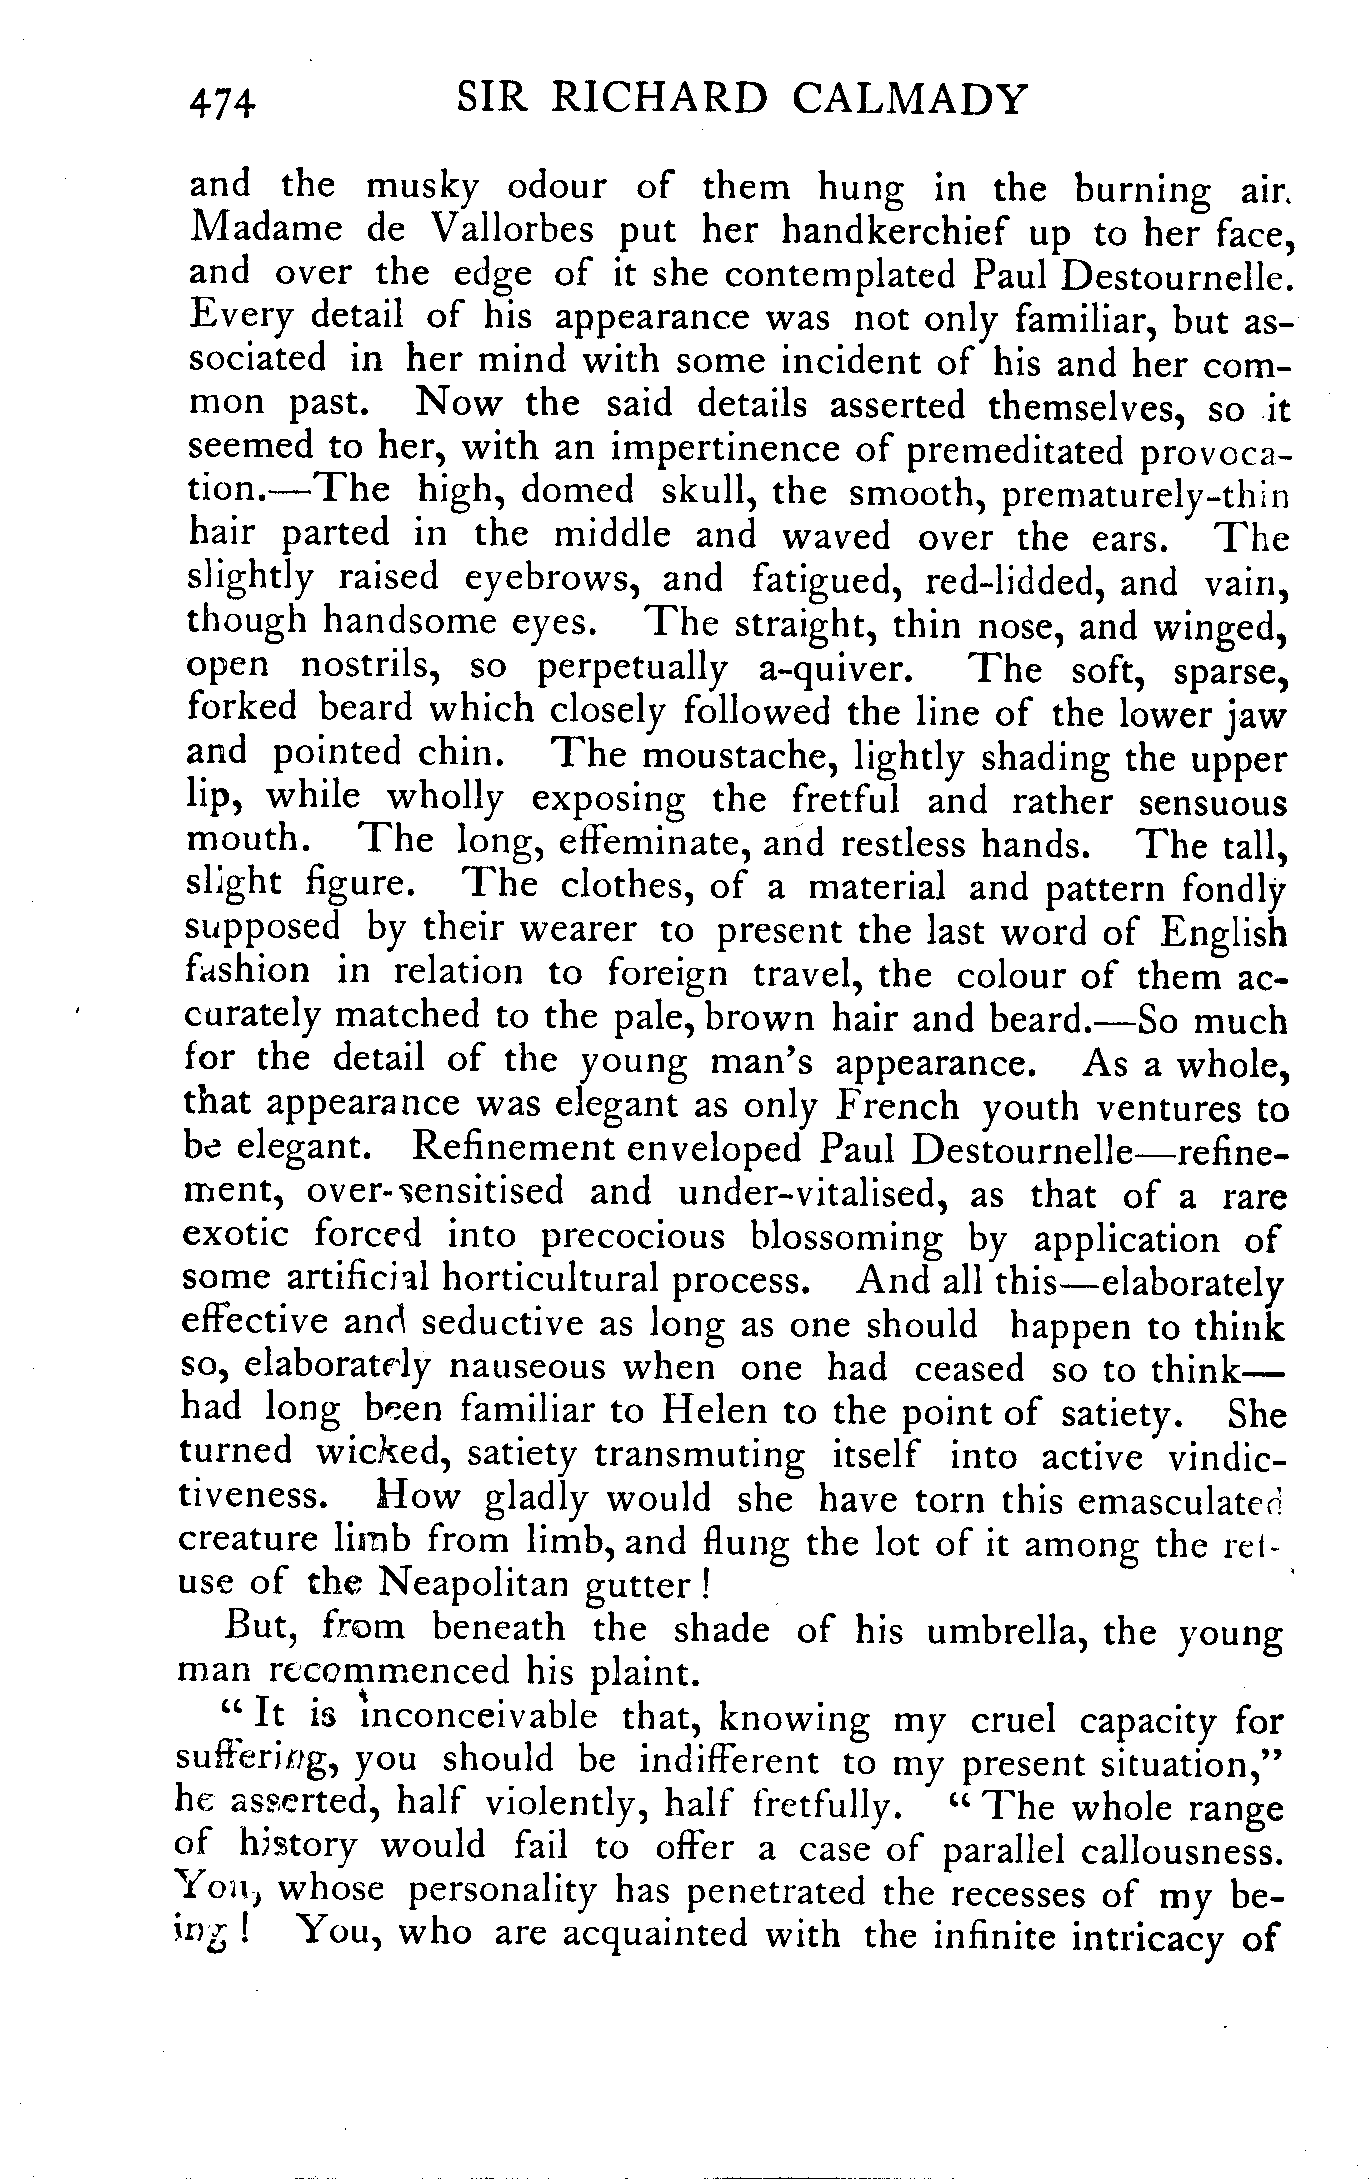 474 SIR RICHARD CALMADY
and the musky odour of them hung in the burning air.
Madame de Vallorbes put her handkerchief up to her face,
and over the edge of it she contemplated Paul Destournelle.
Every detail of his appearance was not only familiar, but as-
sociated in her mind with some incident of his and her com-
mon past. Now the said details asserted themselves, so it
seemed to her, with an impertinence of premeditated provoca-
tion.—The high, domed skull, the smooth, prematurely-thin
hair parted in the middle and waved over the ears. The
slightly raised eyebrows, and fatigued, red-lidded, and vain,
though handsome eyes. The straight, thin nose, and winged,
open nostrils, so perpetually a-quiver. The soft, sparse,
forked beard which closely followed the line of the lower jaw
and pointed chin. The moustache, lightly shading the upper
lip, while wholly exposing the fretful and rather sensuous
mouth. The long, effeminate, and restless hands. The tall,
slight figure. The clothes, of a material and pattern fondly
supposed by their wearer to present the last word of English
fashion in relation to foreign travel, the colour of them ac-
curately matched to the pale, brown hair and beard.—So much
for the detail of the young man's appearance. As a whole,
that appearance was elegant as only French youth ventures to
be elegant. Refinement enveloped Paul Destournelle—refine-
ment, over-sensitised and under-vitalised, as that of a rare
exotic forced into precocious blossoming by application of
some artificial horticultural process. And all this—elaborately
effective and seductive as long as one should happen to think
so, elaborately nauseous when one had ceased so to think—
had long been familiar to Helen to the point of satiety. She
turned wicked, satiety transmuting itself into active vindic-
tiveness. How gladly would she have torn this emasculated
creature limb from limb, and flung the lot of it among the ref-
use of the Neapolitan gutter!
But, from beneath the shade of his umbrella, the young
man recommenced his plaint.
"It is inconceivable that, knowing my cruel capacity for
suffering, you should be indifferent to my present situation,"
he asserted, half violently, half fretfully. "The whole range
of history would fail to offer a case of parallel callousness.
You, whose personality has penetrated the recesses of my be-
ing! You, who are acquainted with the infinite intricacy of